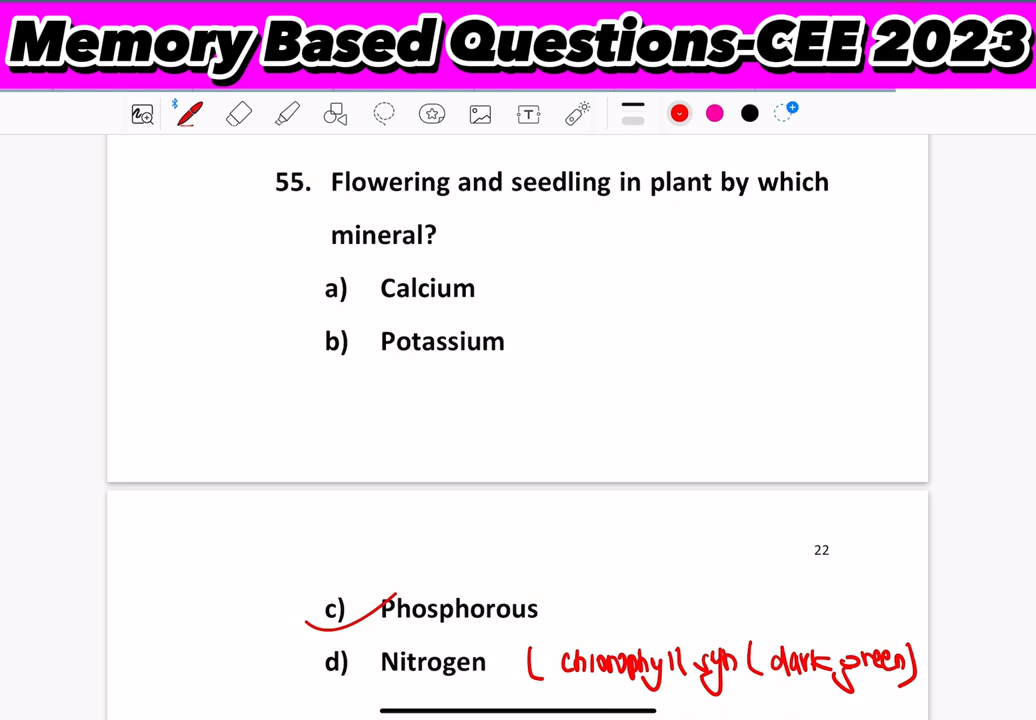 Memory Based Questions-CEE 2023
55. Flowering and seedling in plant by which
mineral?
a) Calcium
b) Potassium
22
c) Phosphorous
d) Nitrogen ( chlorophyll syn ( dark green)